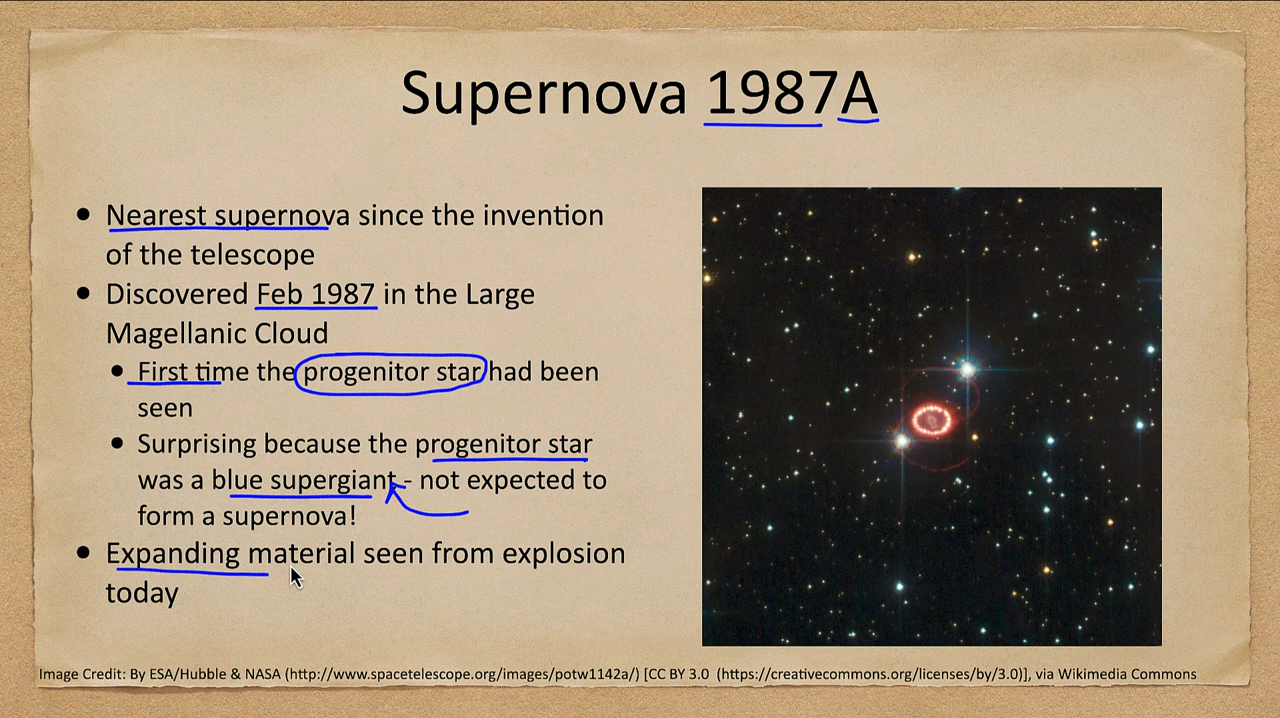 Supernova 1987A
• Nearest supernova since the invention
of the telescope
• Discovered Feb 1987 in the Large
Magellanic Cloud
• First time the progenitor star had been
seen
• Surprising because the progenitor star
was a blue supergiant - not expected to
form a supernova!
• Expanding material seen from explosion
today
Image Credit: By ESA/Hubble & NASA (http://www.spacetelescope.org/images/potw1142a/) [CC BY 3.0 (https://creativecommons.org/licenses/by/3.0)], via Wikimedia Commons